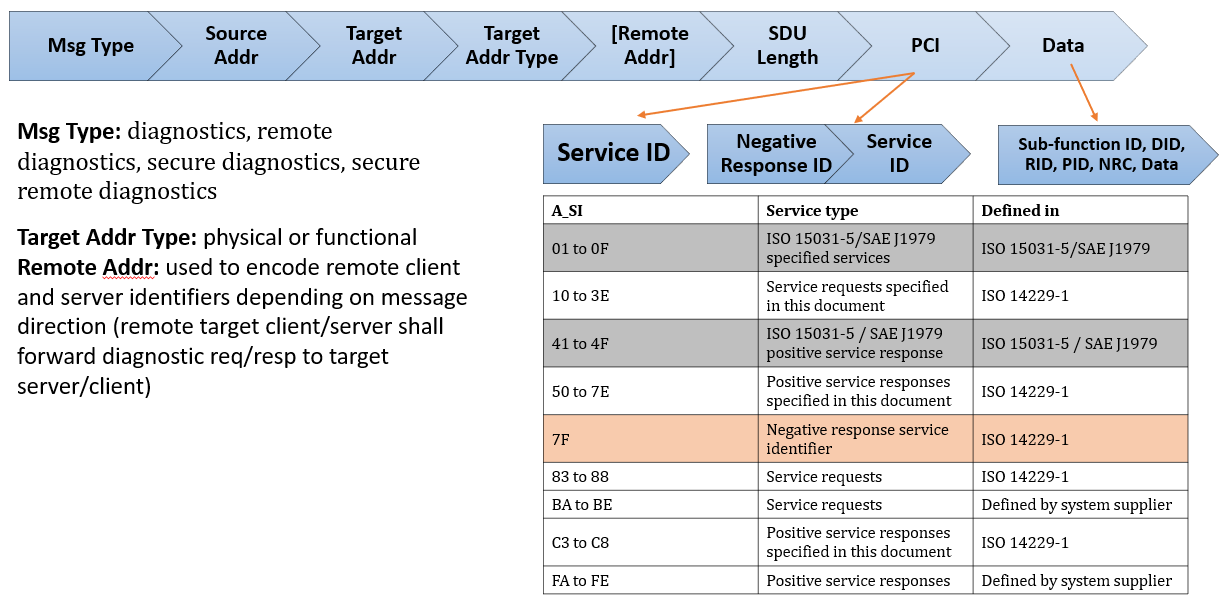 Msg Type
Source
Addr
Target
Addr
Target
Addr Type
[Remote
Addr]
SDU
Length
PCI
Data
Msg Type: diagnostics, remote
diagnostics, secure diagnostics, secure
remote diagnostics
Target Addr Type: physical or functional
Remote Addr: used to encode remote client
and server identifiers depending on message
direction (remote target client/server shall
forward diagnostic req/resp to target
server/client)
Service ID
Negative
Response ID
Service
ID
Sub-function ID, DID,
RID, PID, NRC, Data
A_SI Service type Defined in
01 to 0F ISO 15031-5/SAE J1979
specified services ISO 15031-5/SAE J1979
10 to 3E Service requests specified
in this document ISO 14229-1
41 to 4F ISO 15031-5 / SAE J1979
positive service response ISO 15031-5 / SAE J1979
50 to 7E Positive service responses
specified in this document ISO 14229-1
7F Negative response service
identifier ISO 14229-1
83 to 88 Service requests ISO 14229-1
BA to BE Service requests Defined by system supplier
C3 to C8 Positive service responses
specified in this document ISO 14229-1
FA to FE Positive service responses Defined by system supplier